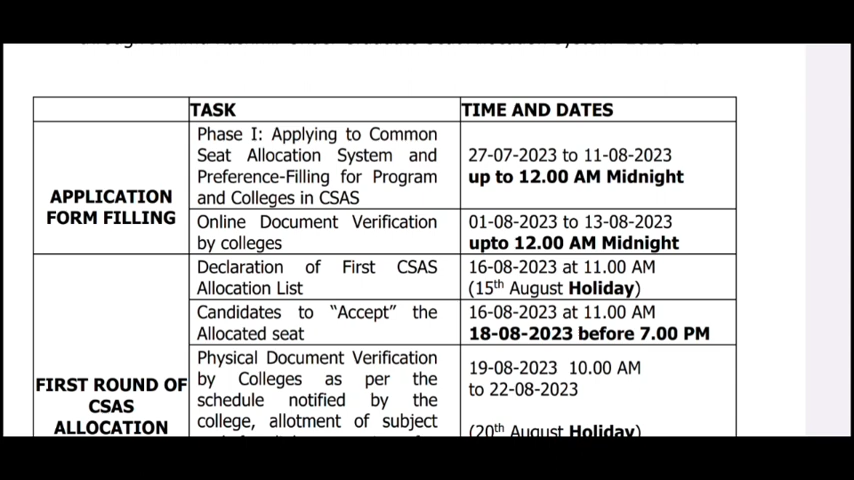 TASK
TIME AND DATES
APPLICATION
FORM FILLING
Phase I: Applying to Common
Seat Allocation System and
Preference-Filling for Program
and Colleges in CSAS
27-07-2023 to 11-08-2023
up to 12.00 AM Midnight
Online Document Verification
by colleges
01-08-2023 to 13-08-2023
upto 12.00 AM Midnight
FIRST ROUND OF
CSAS
ALLOCATION
Declaration of First CSAS
Allocation List
16-08-2023 at 11.00 AM
(15th August Holiday)
Candidates to “Accept” the
Allocated seat
16-08-2023 at 11.00 AM
18-08-2023 before 7.00 PM
Physical Document Verification
by Colleges as per the
schedule notified by the
college, allotment of subject
19-08-2023 10.00 AM
to 22-08-2023
(20th August Holiday)